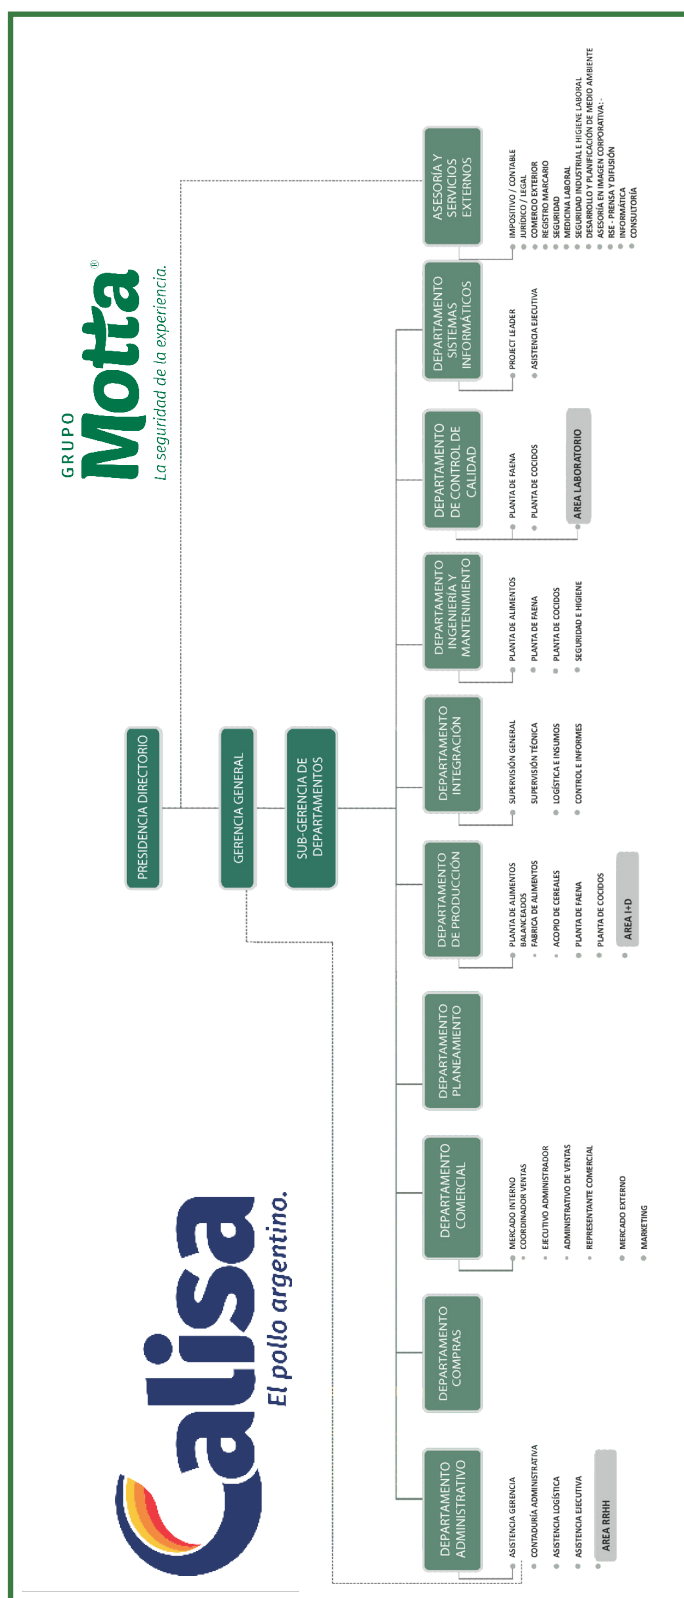 Calisa
El pollo argentino.
GRUPO
Motta®
La seguridad de la experiencia.
PRESIDENCIA DIRECTORIO
GERENCIA GENERAL
SUB-GERENCIA DE
DEPARTAMENTOS
DEPARTAMENTO
ADMINISTRATIVO
ASISTENCIA GERENCIA
CONTADURÍA ADMINISTRATIVA
ASISTENCIA LOGÍSTICA
ASISTENCIA EJECUTIVA
AREA RRHH
DEPARTAMENTO
COMPRAS
DEPARTAMENTO
COMERCIAL
MERCADO INTERNO
COORDINADOR VENTAS
EJECUTIVO ADMINISTRADOR
ADMINISTRATIVO DE VENTAS
REPRESENTANTE COMERCIAL
MERCADO EXTERNO
MARKETING
DEPARTAMENTO
PLANEAMIENTO
DEPARTAMENTO
DE PRODUCCIÓN
PLANTA DE ALIMENTOS
BALANCEADOS
FABRICA DE ALIMENTOS
ACOPIO DE CEREALES
PLANTA DE FAENA
PLANTA DE COCIDOS
AREA I+D
DEPARTAMENTO
INTEGRACIÓN
SUPERVISIÓN GENERAL
SUPERVISIÓN TÉCNICA
LOGÍSTICA E INSUMOS
CONTROL E INFORMES
DEPARTAMENTO
INGENIERÍA Y
MANTENIMIENTO
PLANTA DE ALIMENTOS
PLANTA DE FAENA
PLANTA DE COCIDOS
SEGURIDAD E HIGIENE
DEPARTAMENTO
DE CONTROL DE
CALIDAD
PLANTA DE FAENA
PLANTA DE COCIDOS
AREA LABORATORIO
DEPARTAMENTO
SISTEMAS
INFORMÁTICOS
PROJECT LEADER
ASISTENCIA EJECUTIVA
ASESORÍA Y
SERVICIOS
EXTERNOS
IMPOSITIVO / CONTABLE
JURÍDICO / LEGAL
COMERCIO EXTERIOR
REGISTRO MARCARIO
SEGURIDAD
MEDICINA LABORAL
SEGURIDAD INDUSTRIAL E HIGIENE LABORAL
DESARROLLO Y PLANIFICACIÓN DE MEDIO AMBIENTE
ASESORÍA EN IMAGEN CORPORATIVA:-
RSE - PRENSA Y DIFUSIÓN
INFORMÁTICA
CONSULTORÍA